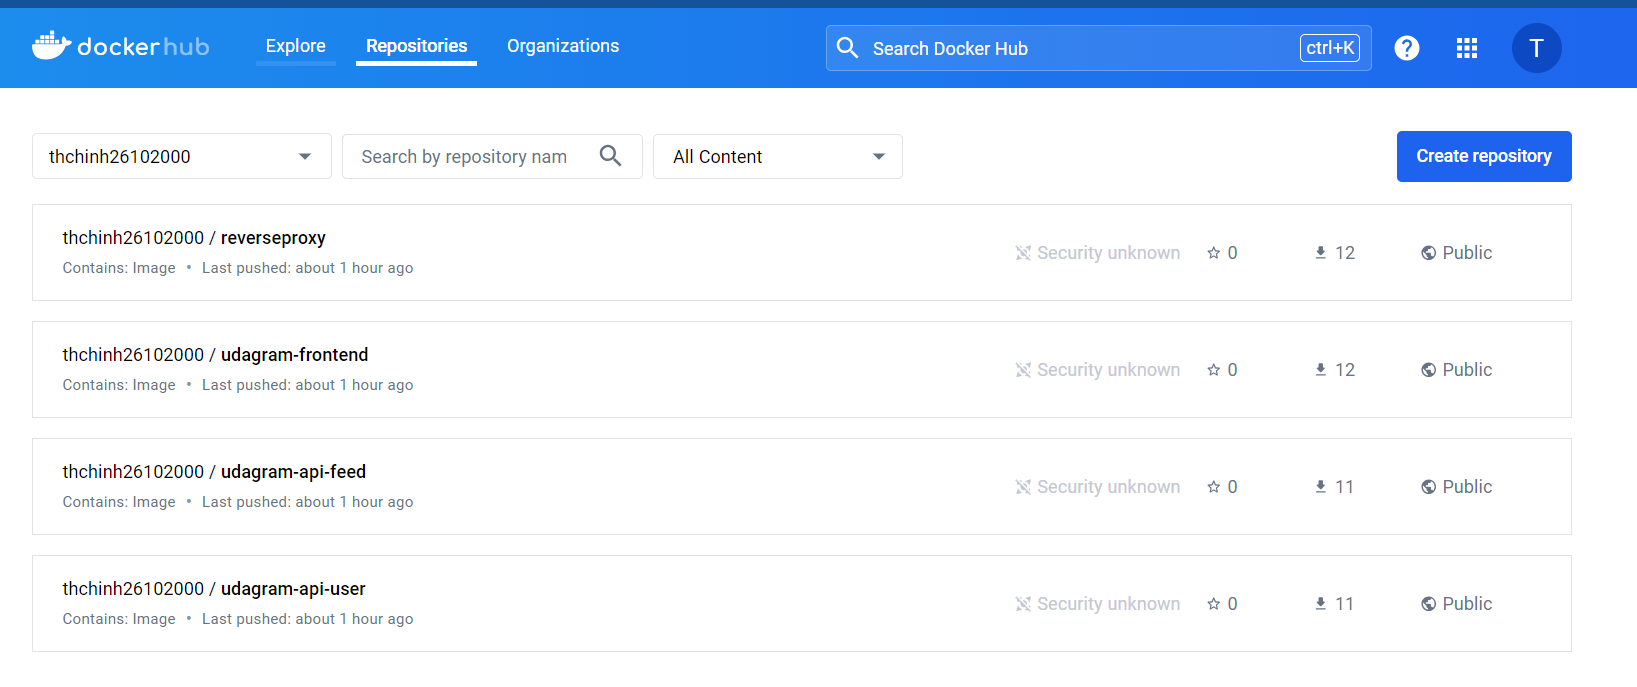 dockerhub Explore Repositories Organizations Search Docker Hub ctrl+K ? T
thchinh26102000 Search by repository nam All Content Create repository
thchinh26102000 / reverseproxy
Contains: Image • Last pushed: about 1 hour ago
Security unknown 0 12 Public
thchinh26102000 / udagram-frontend
Contains: Image • Last pushed: about 1 hour ago
Security unknown 0 12 Public
thchinh26102000 / udagram-api-feed
Contains: Image • Last pushed: about 1 hour ago
Security unknown 0 11 Public
thchinh26102000 / udagram-api-user
Contains: Image • Last pushed: about 1 hour ago
Security unknown 0 11 Public